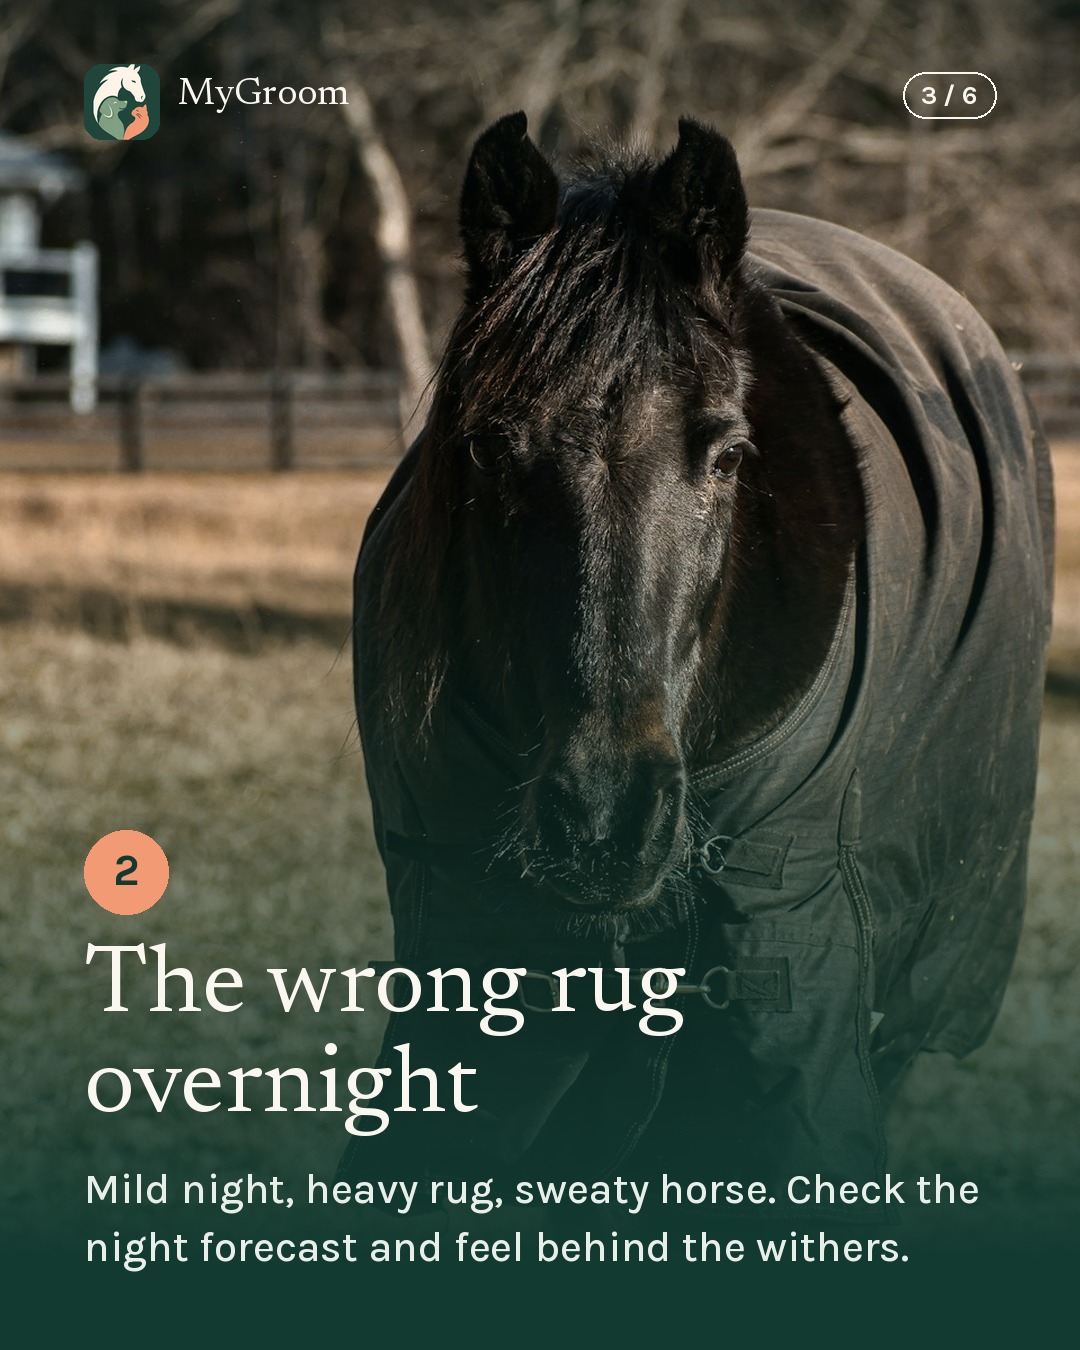 MyGroom
3 / 6
2
The wrong rug
overnight
Mild night, heavy rug, sweaty horse. Check the
night forecast and feel behind the withers.